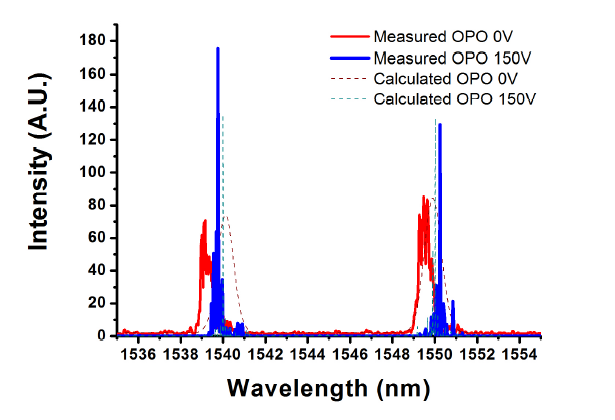 Measured OPO 0V
Measured OPO 150V
Calculated OPO 0V
Calculated OPO 150V
180
160
140
120
100
80
60
40
20
0
Intensity (A.U.)
1536 1538 1540 1542 1544 1546 1548 1550 1552 1554
Wavelength (nm)